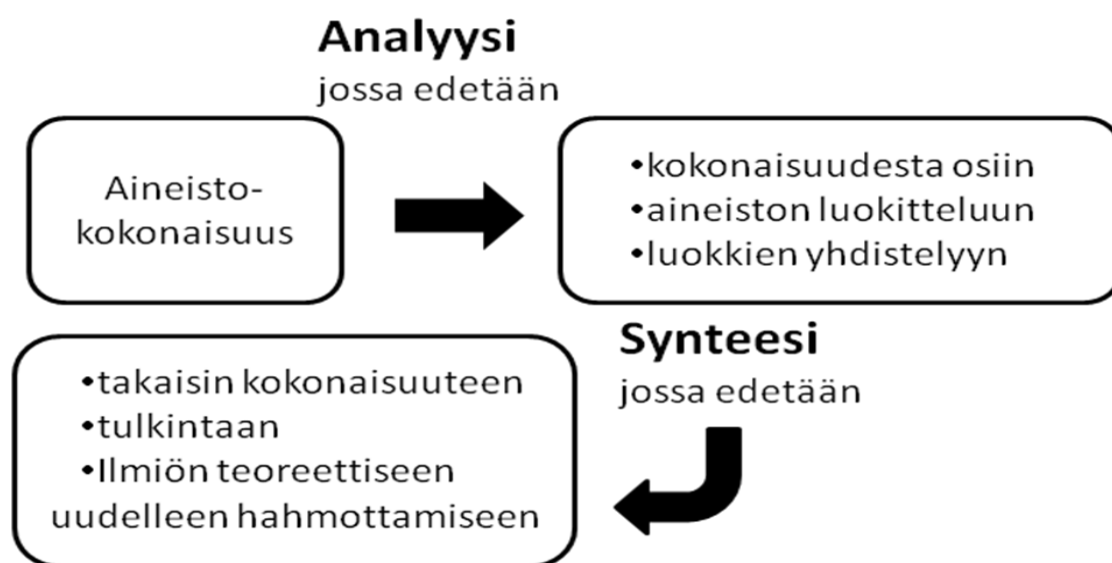 Analyysi
jossa edetään
Aineisto-
kokonaisuus
•kokonaisuudesta osiin
•aineiston luokitteluun
•luokkien yhdistelyyn
Synteesi
jossa edetään
•takaisin kokonaisuuteen
•tulkintaan
•Ilmiön teoreettiseen
uudelleen hahmottamiseen